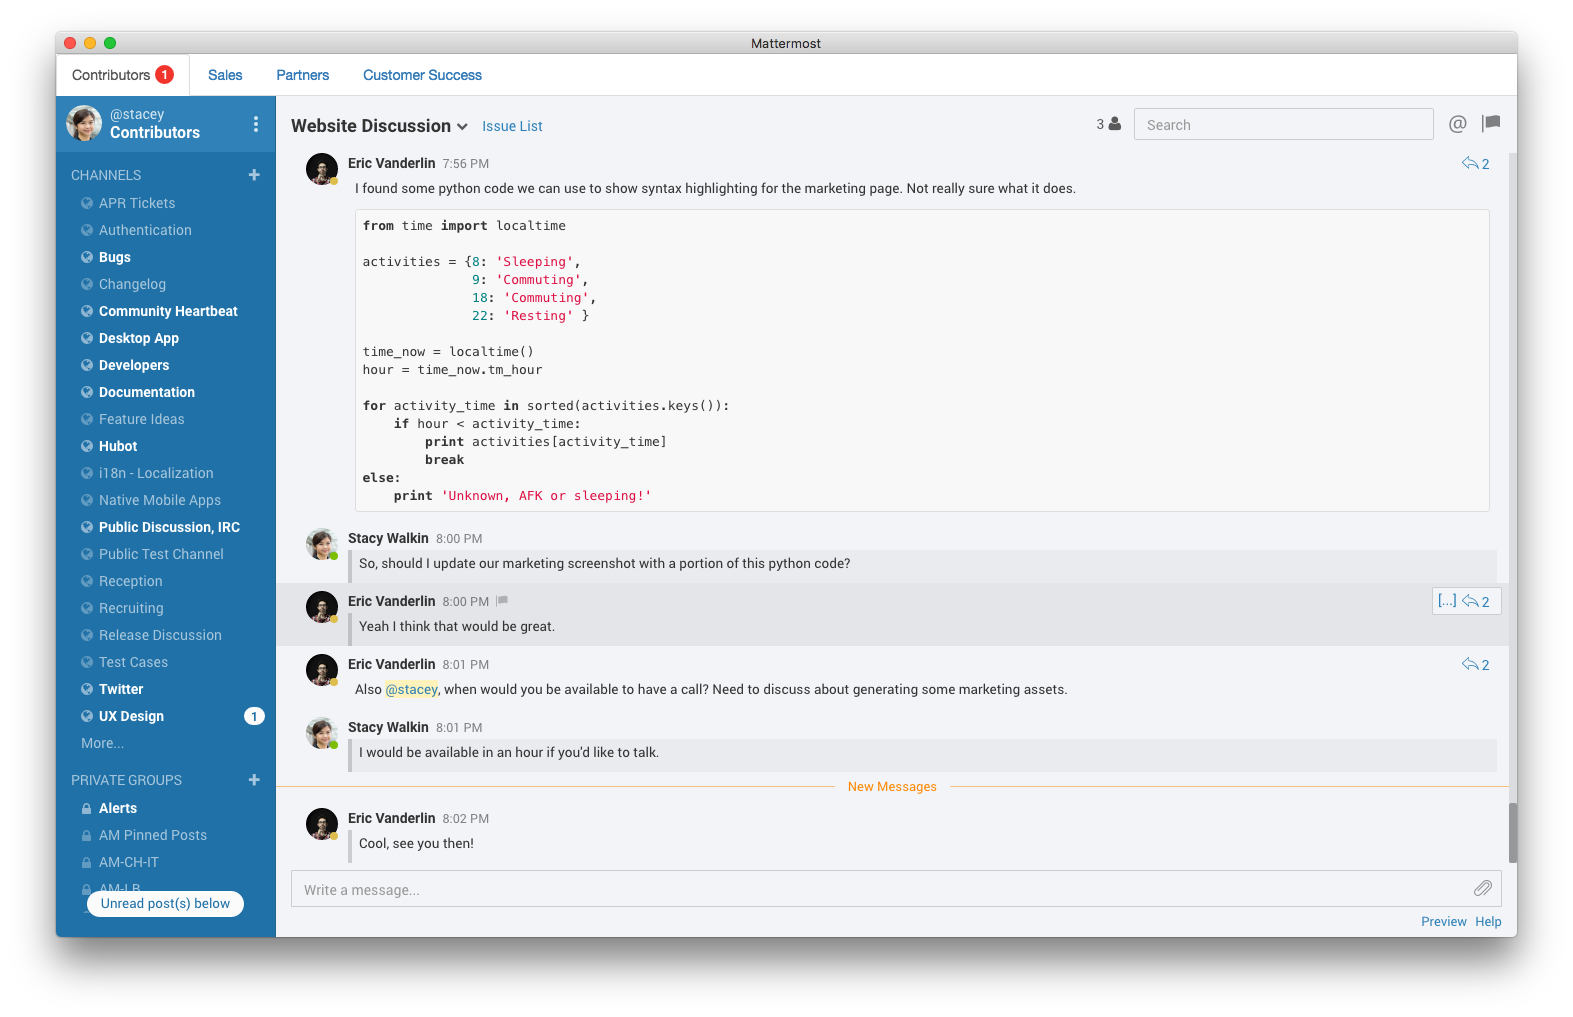 Mattermost
Contributors 1 Sales Partners Customer Success
@stacey
Contributors
CHANNELS +
APR Tickets
Authentication
Bugs
Changelog
Community Heartbeat
Desktop App
Developers
Documentation
Feature Ideas
Hubot
i18n - Localization
Native Mobile Apps
Public Discussion, IRC
Public Test Channel
Reception
Recruiting
Release Discussion
Test Cases
Twitter
UX Design 1
More...
PRIVATE GROUPS +
Alerts
AM Pinned Posts
AM-CH-IT
AM-LB
Unread post(s) below
Website Discussion Issue List 3 Search @
Eric Vanderlin 7:56 PM 2
I found some python code we can use to show syntax highlighting for the marketing page. Not really sure what it does.
from time import localtime
activities = {8: 'Sleeping',
9: 'Commuting',
18: 'Commuting',
22: 'Resting' }
time_now = localtime()
hour = time_now.tm_hour
for activity_time in sorted(activities.keys()):
if hour < activity_time:
print activities[activity_time]
break
else:
print 'Unknown, AFK or sleeping!'
Stacy Walkin 8:00 PM
So, should I update our marketing screenshot with a portion of this python code?
Eric Vanderlin 8:00 PM [...] 2
Yeah I think that would be great.
Eric Vanderlin 8:01 PM 2
Also @stacey, when would you be available to have a call? Need to discuss about generating some marketing assets.
Stacy Walkin 8:01 PM
I would be available in an hour if you'd like to talk.
New Messages
Eric Vanderlin 8:02 PM
Cool, see you then!
Write a message...
Preview Help